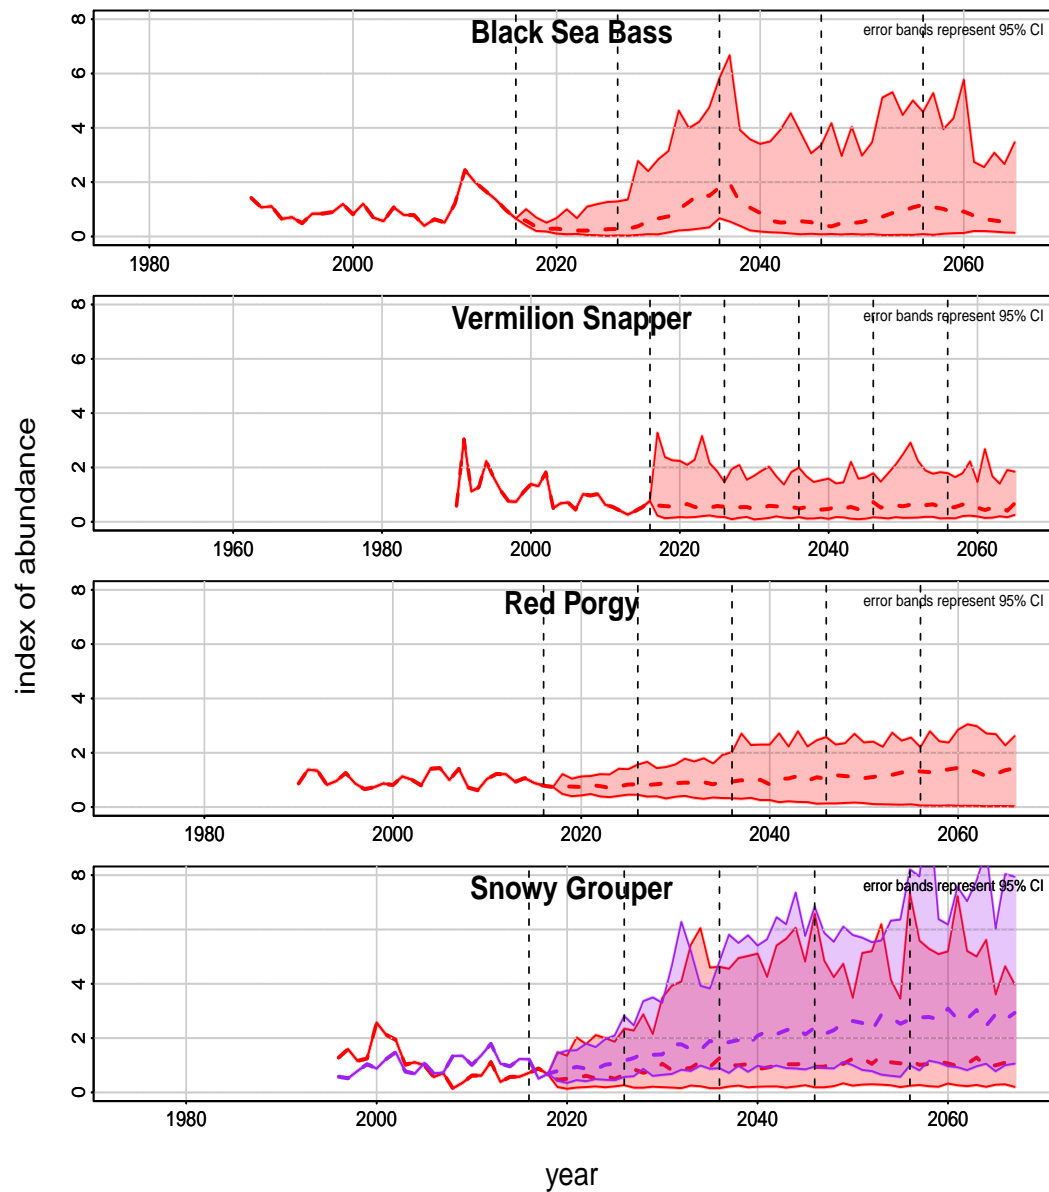 index of abundance
Black Sea Bass
error bands represent 95% CI
8
6
4
2
0
1980 2000 2020 2040 2060
Vermilion Snapper
error bands represent 95% CI
8
6
4
2
0
1960 1980 2000 2020 2040 2060
Red Porgy
error bands represent 95% CI
8
6
4
2
0
1980 2000 2020 2040 2060
Snowy Grouper
error bands represent 95% CI
8
6
4
2
0
1980 2000 2020 2040 2060
year